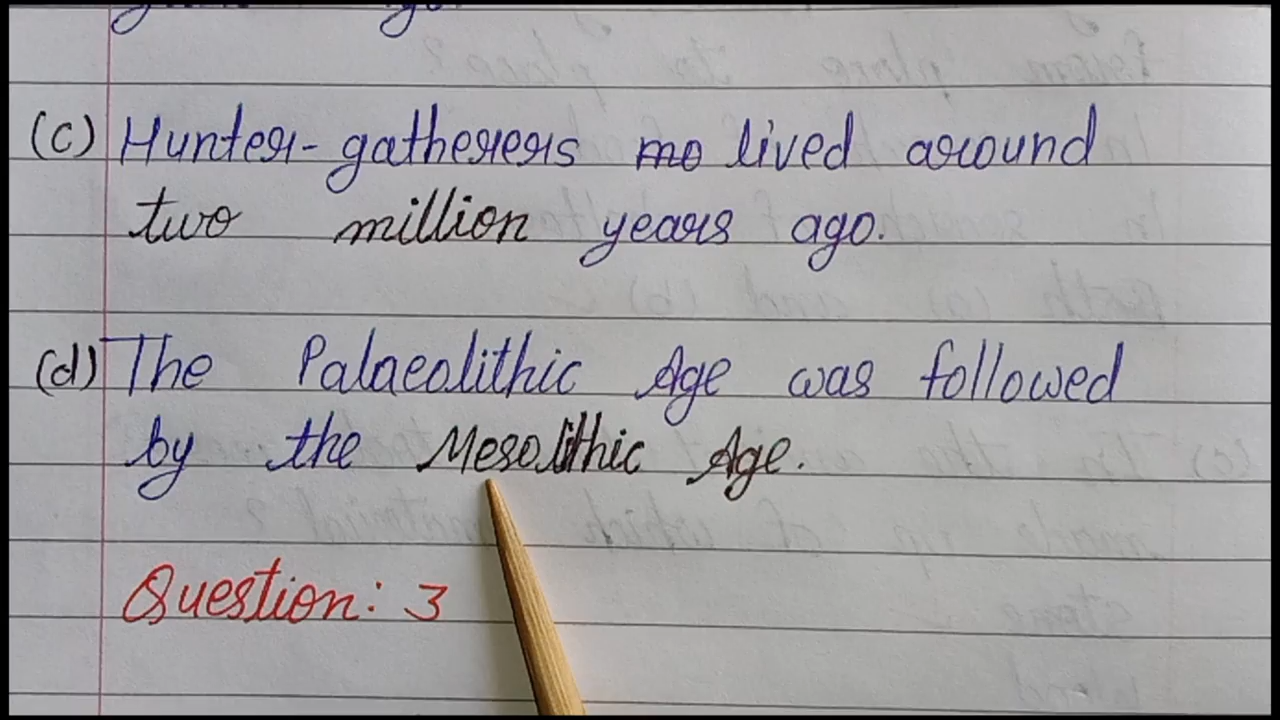 (c) Hunter-gatherers mo lived around
two million years ago.
(d) The Palaeolithic Age was followed
by the Mesolithic Age.
Question: 3